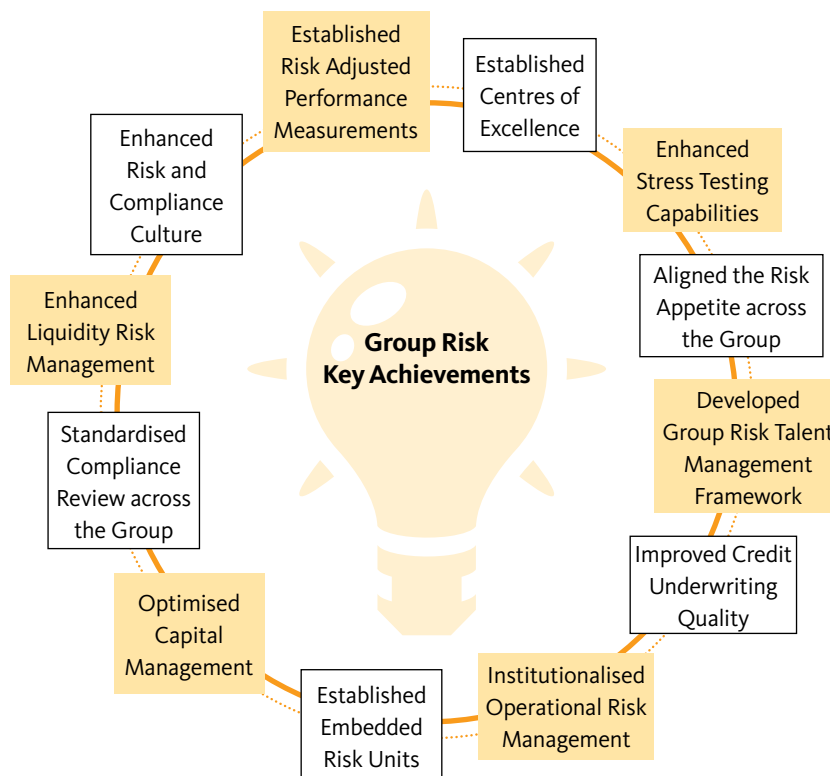 Established
Risk Adjusted
Performance
Measurements
Established
Centres of
Excellence
Enhanced
Stress Testing
Capabilities
Aligned the Risk
Appetite across
the Group
Developed
Group Risk Talent
Management
Framework
Improved Credit
Underwriting
Quality
Institutionalised
Operational Risk
Management
Established
Embedded
Risk Units
Optimised
Capital
Management
Standardised
Compliance
Review across
the Group
Enhanced
Liquidity Risk
Management
Enhanced
Risk and
Compliance
Culture
Group Risk
Key Achievements